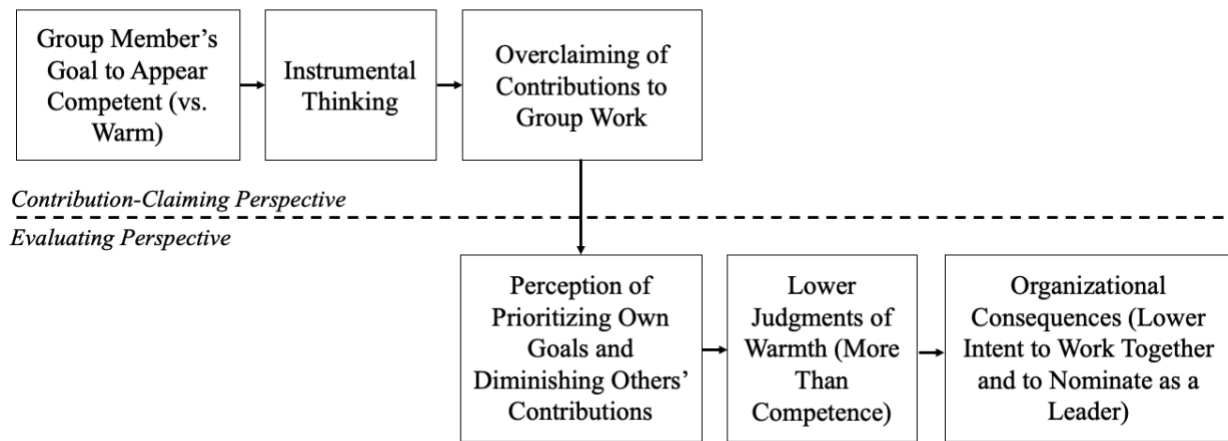 Group Member's
Goal to Appear
Competent (vs.
Warm)
Instrumental
Thinking
Overclaiming of
Contributions to
Group Work
Contribution-Claiming Perspective
Evaluating Perspective
Perception of
Prioritizing Own
Goals and
Diminishing Others'
Contributions
Lower
Judgments of
Warmth (More
Than
Competence)
Organizational
Consequences (Lower
Intent to Work Together
and to Nominate as a
Leader)